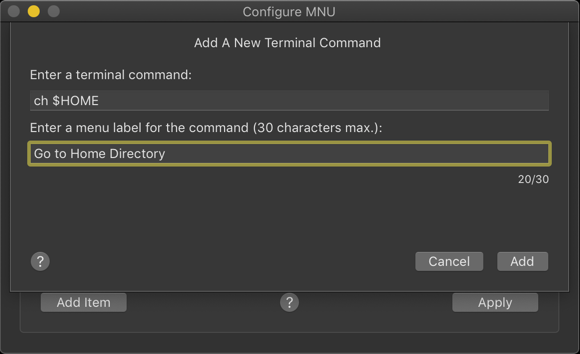 Configure MNU
Add A New Terminal Command
Enter a terminal command:
ch $HOME
Enter a menu label for the command (30 characters max.):
Go to Home Directory
20/30
?
Cancel
Add
Add Item
?
Apply